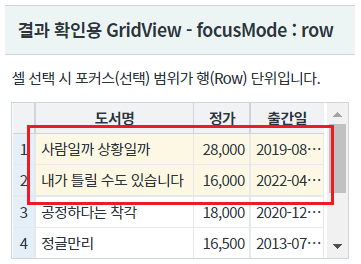 결과 확인용 GridView - focusMode : row
셀 선택 시 포커스(선택) 범위가 행(Row) 단위입니다.
도서명 정가 출간일
1 사람일까 상황일까 28,000 2019-08…
2 내가 틀릴 수도 있습니다 16,000 2022-04…
3 공정하다는 착각 18,000 2020-12…
4 정글만리 16,500 2013-07…